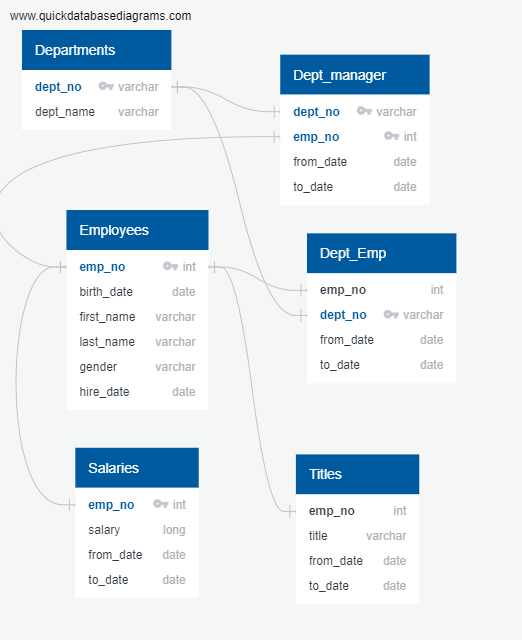 www.quickdatabasediagrams.com
Departments
dept_no varchar
dept_name varchar
Dept_manager
dept_no varchar
emp_no int
from_date date
to_date date
Employees
emp_no int
birth_date date
first_name varchar
last_name varchar
gender varchar
hire_date date
Dept_Emp
emp_no int
dept_no varchar
from_date date
to_date date
Salaries
emp_no int
salary long
from_date date
to_date date
Titles
emp_no int
title varchar
from_date date
to_date date